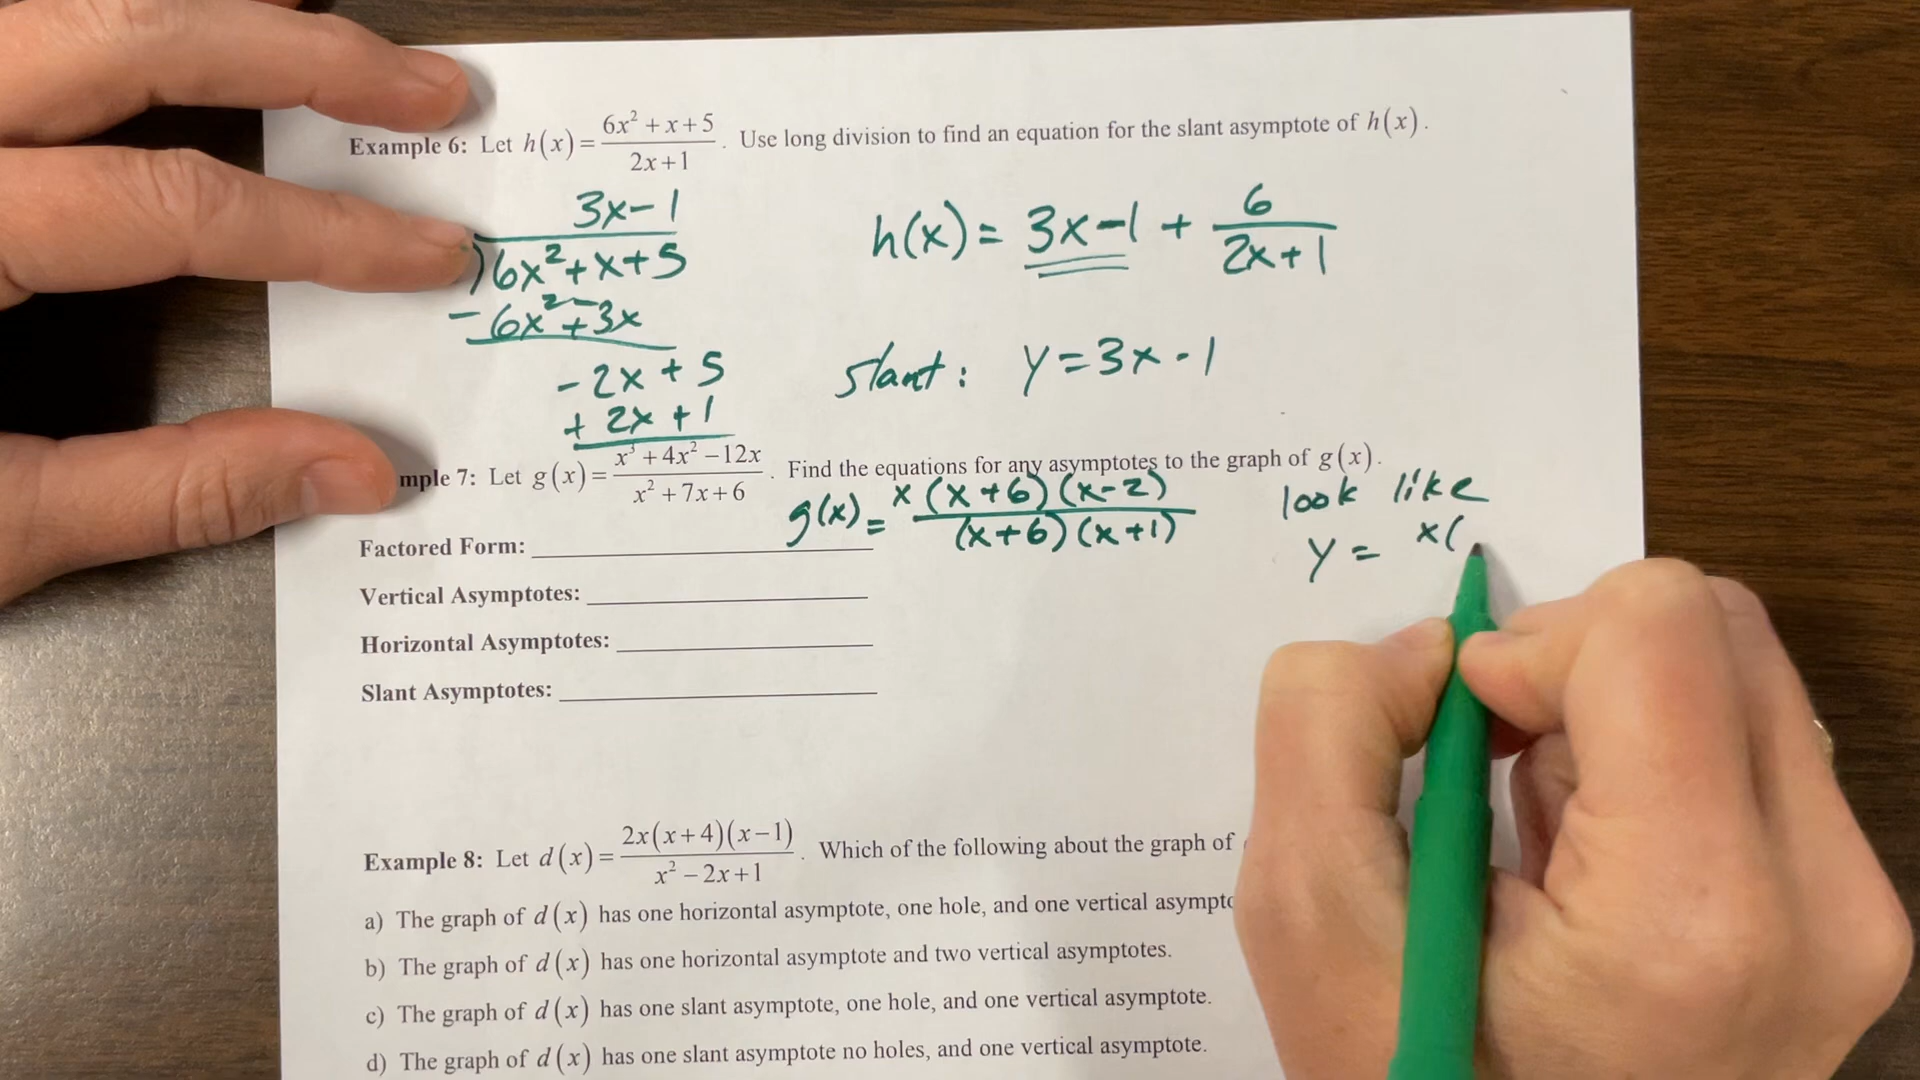 Example 6: Let h(x) = (6x² + x + 5)/(2x + 1). Use long division to find an equation for the slant asymptote of h(x).
3x - 1
6x² + x + 5
- 6x² + 3x
- 2x + 5
+ 2x + 1
h(x) = 3x - 1 + 6/(2x + 1)
slant: y = 3x - 1
mple 7: Let g(x) = (x³ + 4x² − 12x)/(x² + 7x + 6). Find the equations for any asymptotes to the graph of g(x).
g(x) = x(x+6)(x-2)/((x+6)(x+1))
look like
y = x(
Factored Form:
Vertical Asymptotes:
Horizontal Asymptotes:
Slant Asymptotes:
Example 8: Let d(x) = 2x(x+4)(x−1)/(x² − 2x + 1). Which of the following about the graph of
a) The graph of d(x) has one horizontal asymptote, one hole, and one vertical asympto
b) The graph of d(x) has one horizontal asymptote and two vertical asymptotes.
c) The graph of d(x) has one slant asymptote, one hole, and one vertical asymptote.
d) The graph of d(x) has one slant asymptote no holes, and one vertical asymptote.